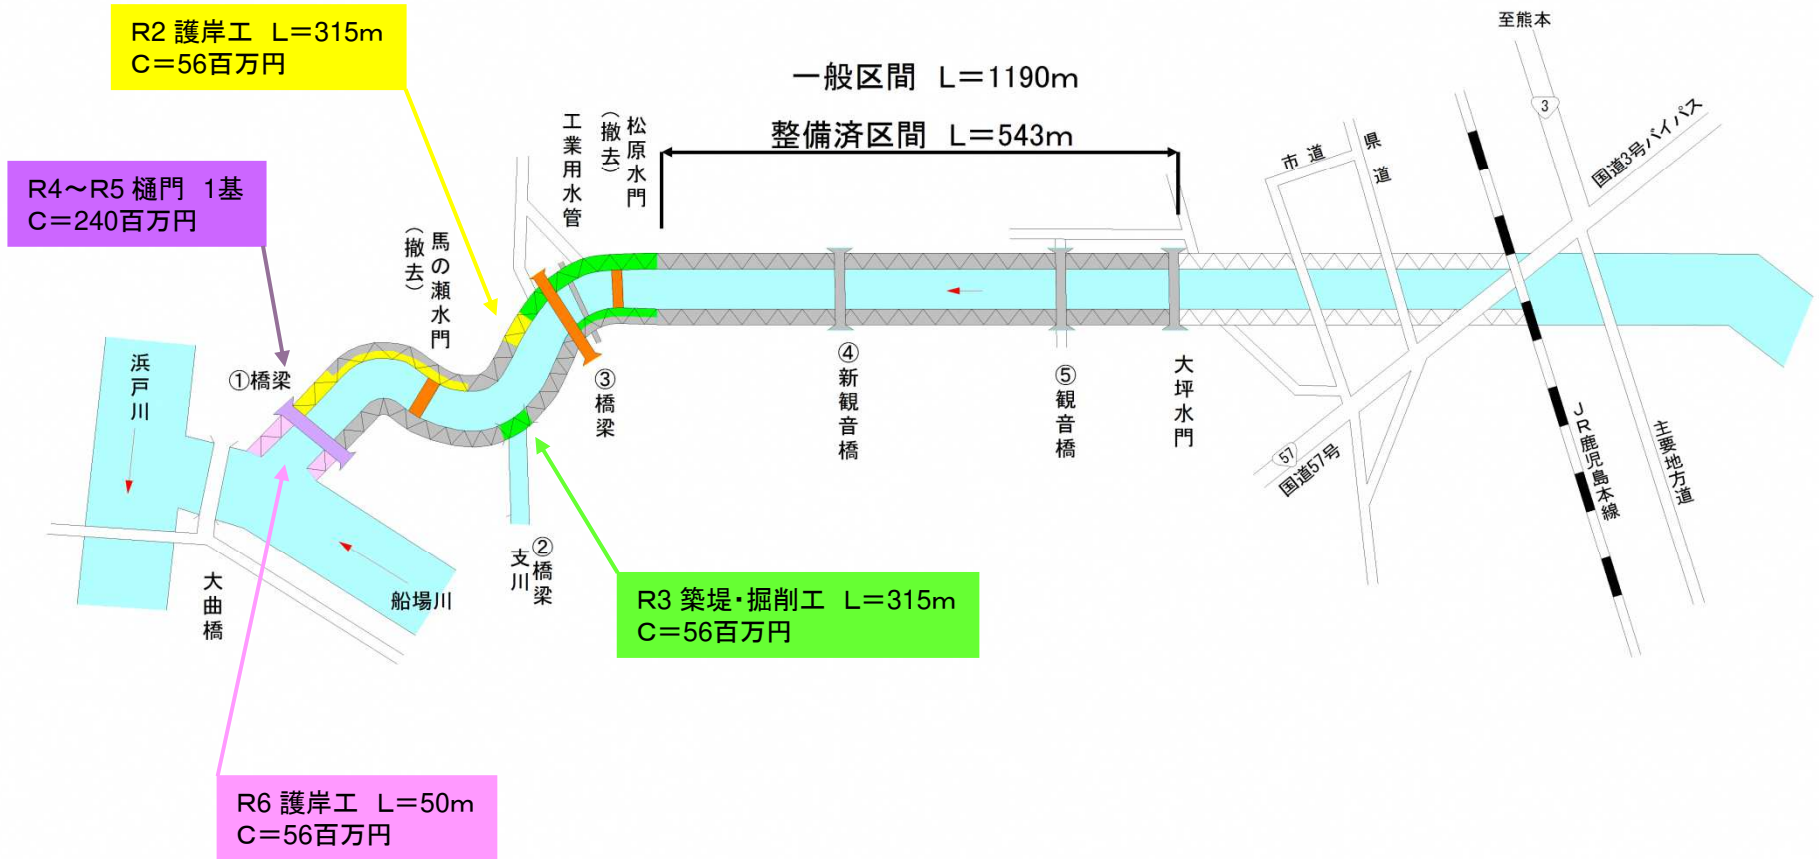 R2 護岸工 L=315m
C=56百万円
至熊本
一般区間 L=1190m
整備済区間 L=543m
3
国道3号バイパス
市道
県道
松原水門
(撤去)
工業用水管
R4~R5 樋門 1基
C=240百万円
馬の瀬水門
(撤去)
浜戸川
①橋梁
③橋梁
④新観音橋
⑤観音橋
大坪水門
57
国道57号
JR鹿児島本線
主要地方道
②橋梁
支川
大曲橋
船場川
R3 築堤・掘削工 L=315m
C=56百万円
R6 護岸工 L=50m
C=56百万円